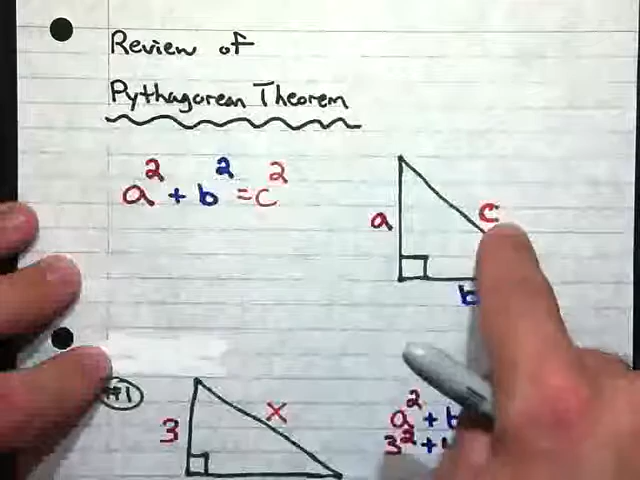 Review of
Pythagorean Theorem
a² + b² = c²
a
c
b
#1
3
x
a² + b
3² +